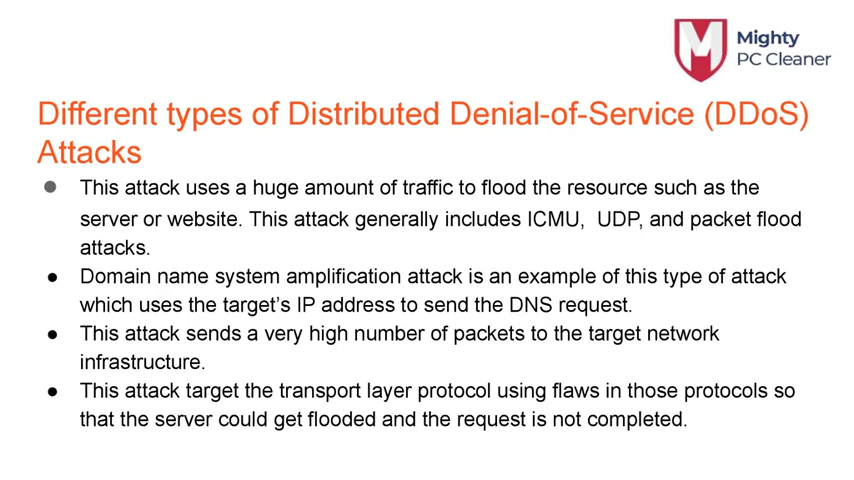 Mighty
PC Cleaner
Different types of Distributed Denial-of-Service (DDoS)
Attacks
● This attack uses a huge amount of traffic to flood the resource such as the
server or website. This attack generally includes ICMU,  UDP, and packet flood
attacks.
● Domain name system amplification attack is an example of this type of attack
which uses the target’s IP address to send the DNS request.
● This attack sends a very high number of packets to the target network
infrastructure.
● This attack target the transport layer protocol using flaws in those protocols so
that the server could get flooded and the request is not completed.